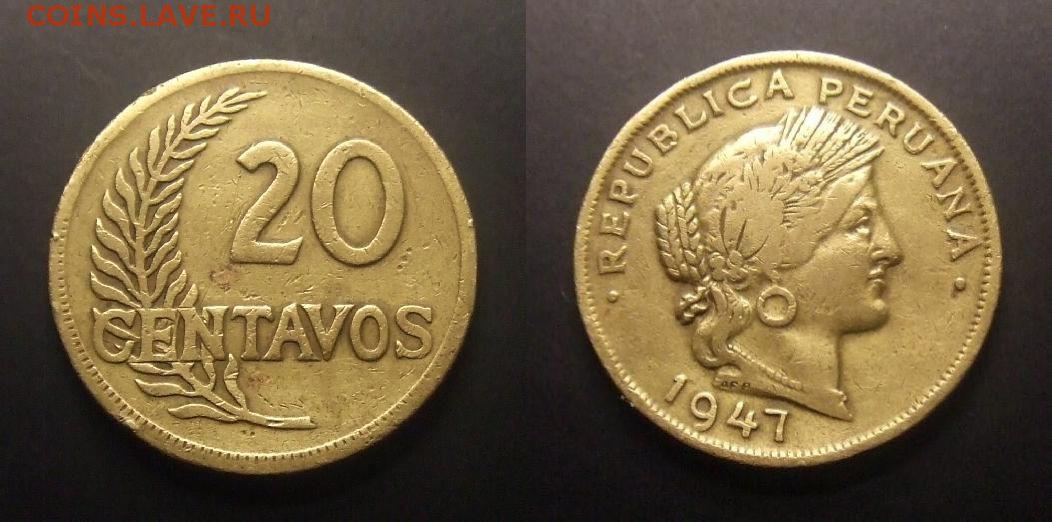 COINS.LAVE.RU
20
CENTAVOS
· REPUBLICA PERUANA ·
1947